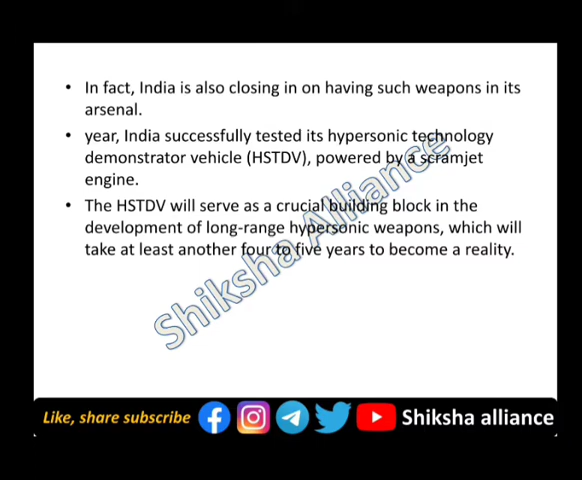 • In fact, India is also closing in on having such weapons in its
arsenal.
• year, India successfully tested its hypersonic technology
demonstrator vehicle (HSTDV), powered by a scramjet
engine.
• The HSTDV will serve as a crucial building block in the
development of long-range hypersonic weapons, which will
take at least another four to five years to become a reality.
Shiksha Alliance
Like, share subscribe
Shiksha alliance